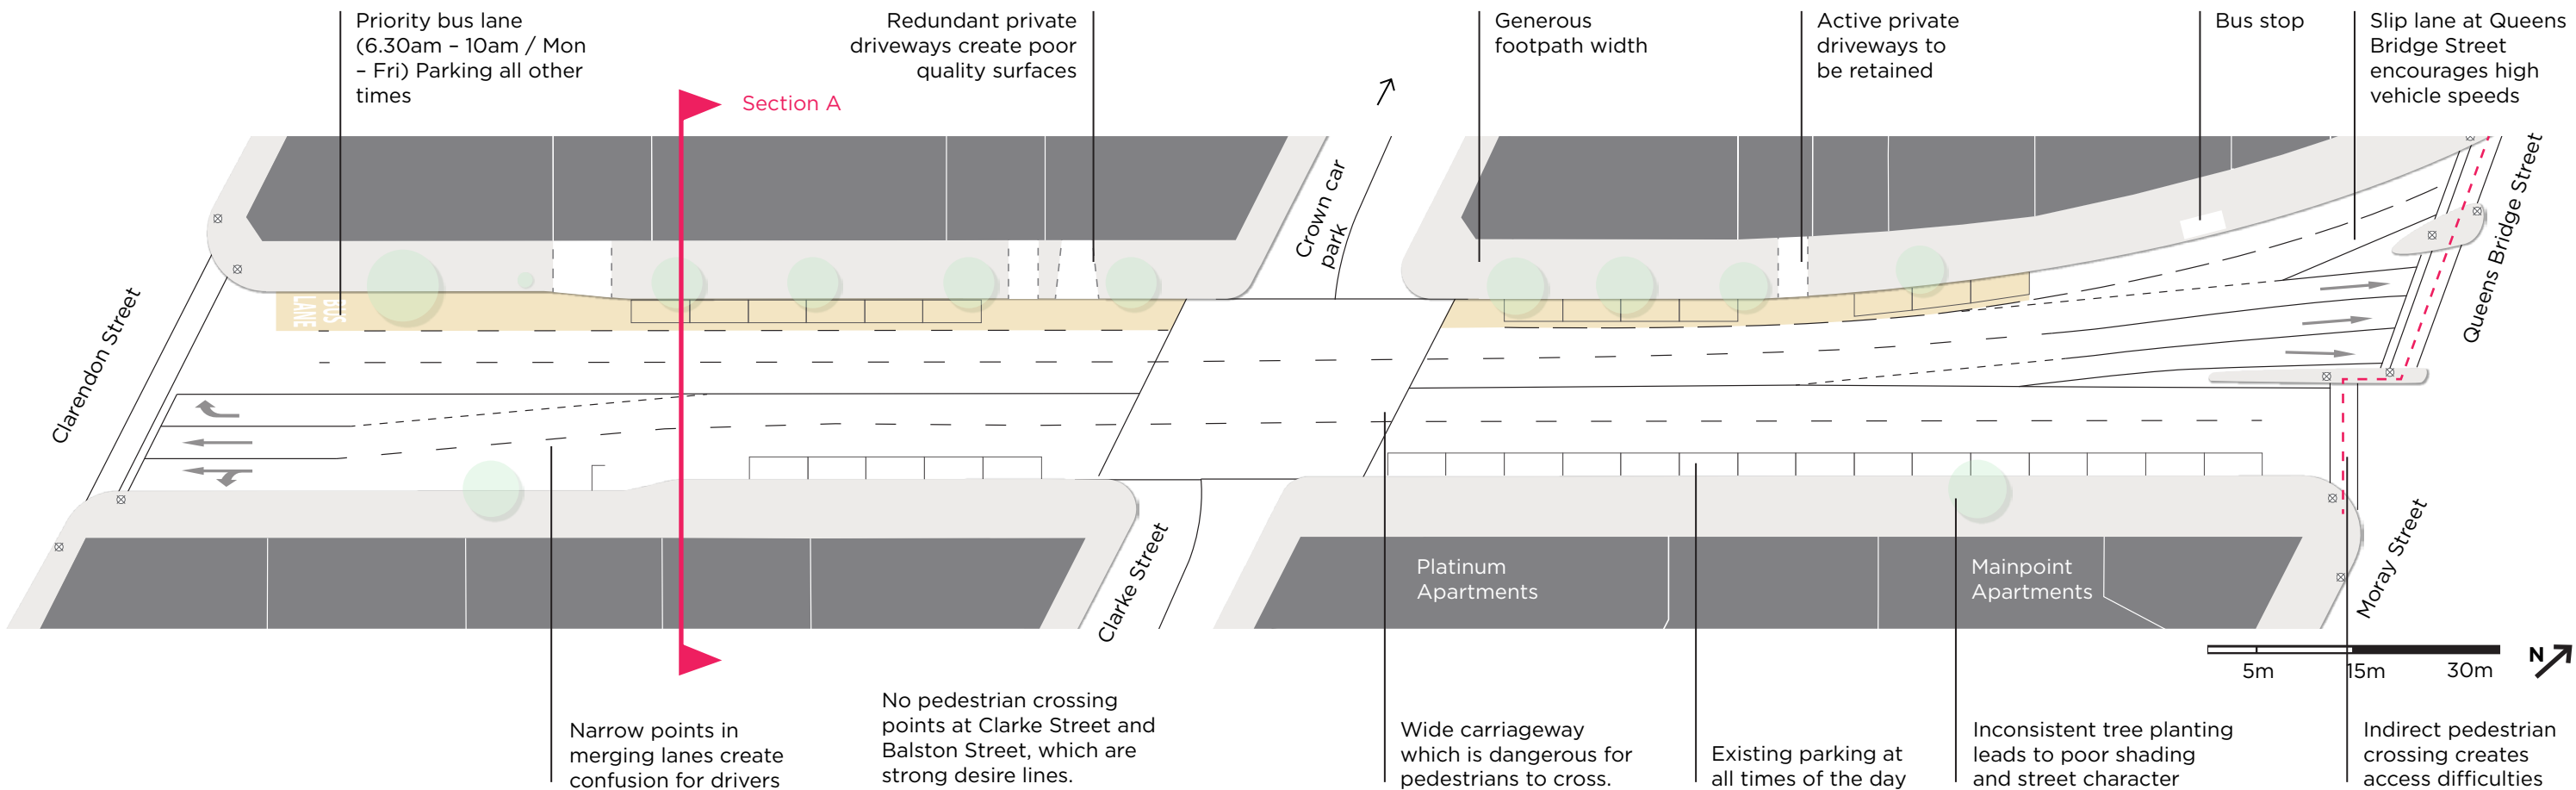 Priority bus lane
(6.30am – 10am / Mon
– Fri) Parking all other
times
Redundant private
driveways create poor
quality surfaces
Generous
footpath width
Active private
driveways to
be retained
Bus stop
Slip lane at Queens
Bridge Street
encourages high
vehicle speeds
Section A
Crown car
park
Queens Bridge Street
BUS
LANE
Clarendon Street
Clarke Street
Platinum
Apartments
Mainpoint
Apartments
Moray Street
5m
15m
30m
N
Narrow points in
merging lanes create
confusion for drivers
No pedestrian crossing
points at Clarke Street and
Balston Street, which are
strong desire lines.
Wide carriageway
which is dangerous for
pedestrians to cross.
Existing parking at
all times of the day
Inconsistent tree planting
leads to poor shading
and street character
Indirect pedestrian
crossing creates
access difficulties